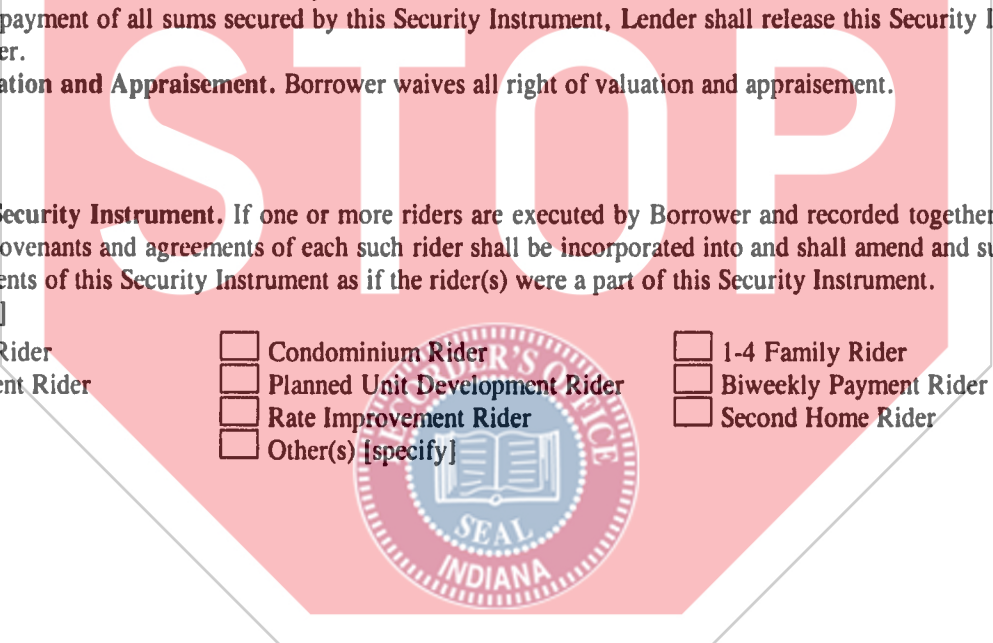 payment of all sums secured by this Security Instrument, Lender shall release this Security
er.
ation and Appraisement. Borrower waives all right of valuation and appraisement.
STOP
Security Instrument. If one or more riders are executed by Borrower and recorded together
ovenants and agreements of each such rider shall be incorporated into and shall amend and su
ents of this Security Instrument as if the rider(s) were a part of this Security Instrument.
]
Rider Condominium Rider 1-4 Family Rider
ent Rider Planned Unit Development Rider Biweekly Payment Rider
Rate Improvement Rider Second Home Rider
Other(s) [specify]
RECORDER'S OFFICE
SEAL
INDIANA